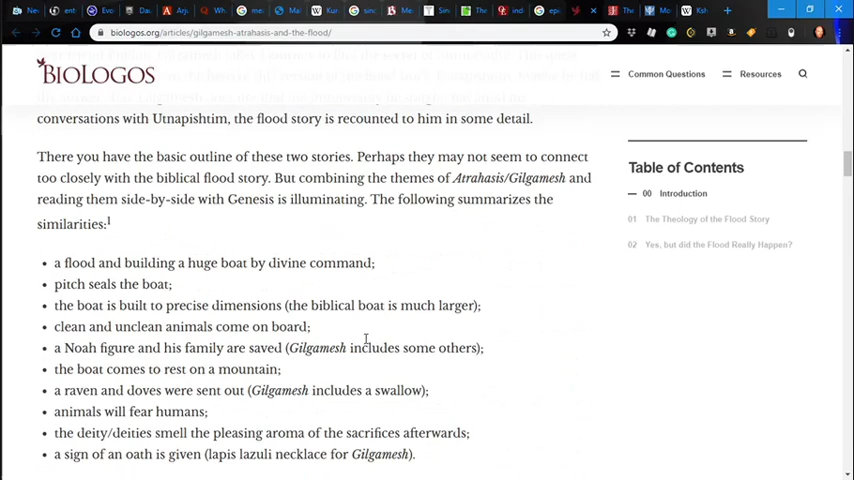 biologos.org/articles/gilgamesh-atrahasis-and-the-flood/
BIOLOGOS
Common Questions
Resources
conversations with Utnapishtim, the flood story is recounted to him in some detail.
There you have the basic outline of these two stories. Perhaps they may not seem to connect
too closely with the biblical flood story. But combining the themes of Atrahasis/Gilgamesh and
reading them side-by-side with Genesis is illuminating. The following summarizes the
similarities:1
• a flood and building a huge boat by divine command;
• pitch seals the boat;
• the boat is built to precise dimensions (the biblical boat is much larger);
• clean and unclean animals come on board;
• a Noah figure and his family are saved (Gilgamesh includes some others);
• the boat comes to rest on a mountain;
• a raven and doves were sent out (Gilgamesh includes a swallow);
• animals will fear humans;
• the deity/deities smell the pleasing aroma of the sacrifices afterwards;
• a sign of an oath is given (lapis lazuli necklace for Gilgamesh).
Table of Contents
00 Introduction
01 The Theology of the Flood Story
02 Yes, but did the Flood Really Happen?